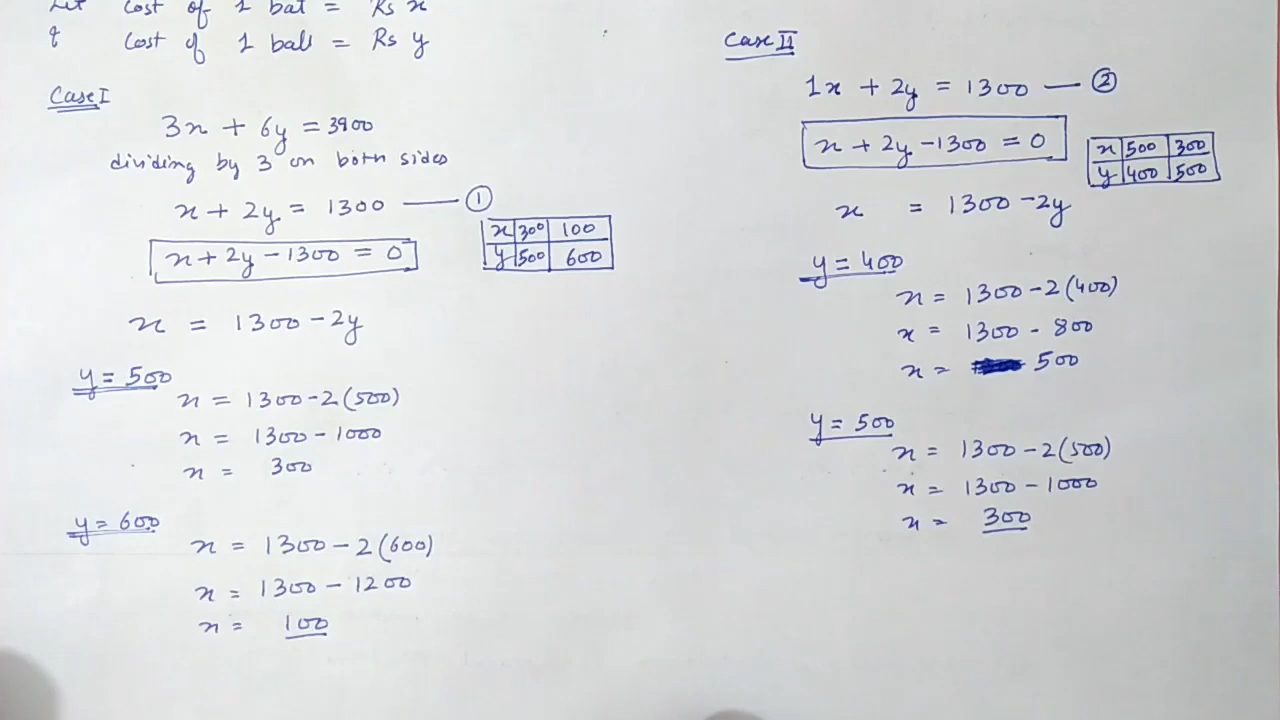 Let cost of 1 bat = Rs x
& cost of 1 ball = Rs y
Case I
3x + 6y = 3900
dividing by 3 on both sides
x + 2y = 1300 — ①
x + 2y - 1300 = 0
x 300 100
y 500 600
x = 1300 - 2y
y = 500
x = 1300 - 2(500)
x = 1300 - 1000
x = 300
y = 600
x = 1300 - 2(600)
x = 1300 - 1200
x = 100
Case II
1x + 2y = 1300 — ②
x + 2y - 1300 = 0
x 500 300
y 400 500
x = 1300 - 2y
y = 400
x = 1300 - 2(400)
x = 1300 - 800
x = 500
y = 500
x = 1300 - 2(500)
x = 1300 - 1000
x = 300